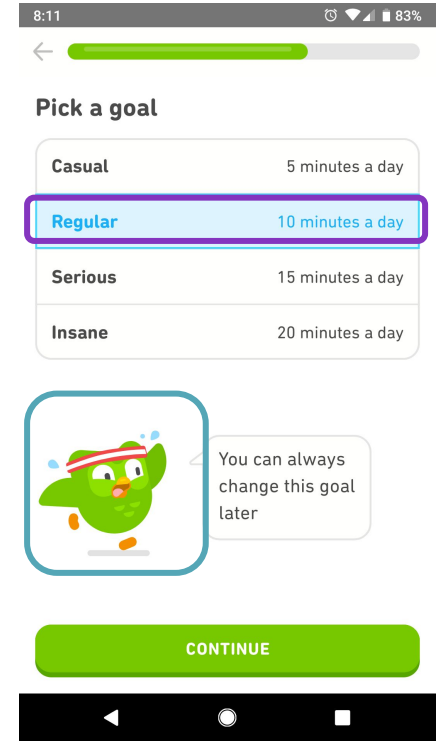 8:11 83%
Pick a goal
Casual 5 minutes a day
Regular 10 minutes a day
Serious 15 minutes a day
Insane 20 minutes a day
You can always
change this goal
later
CONTINUE